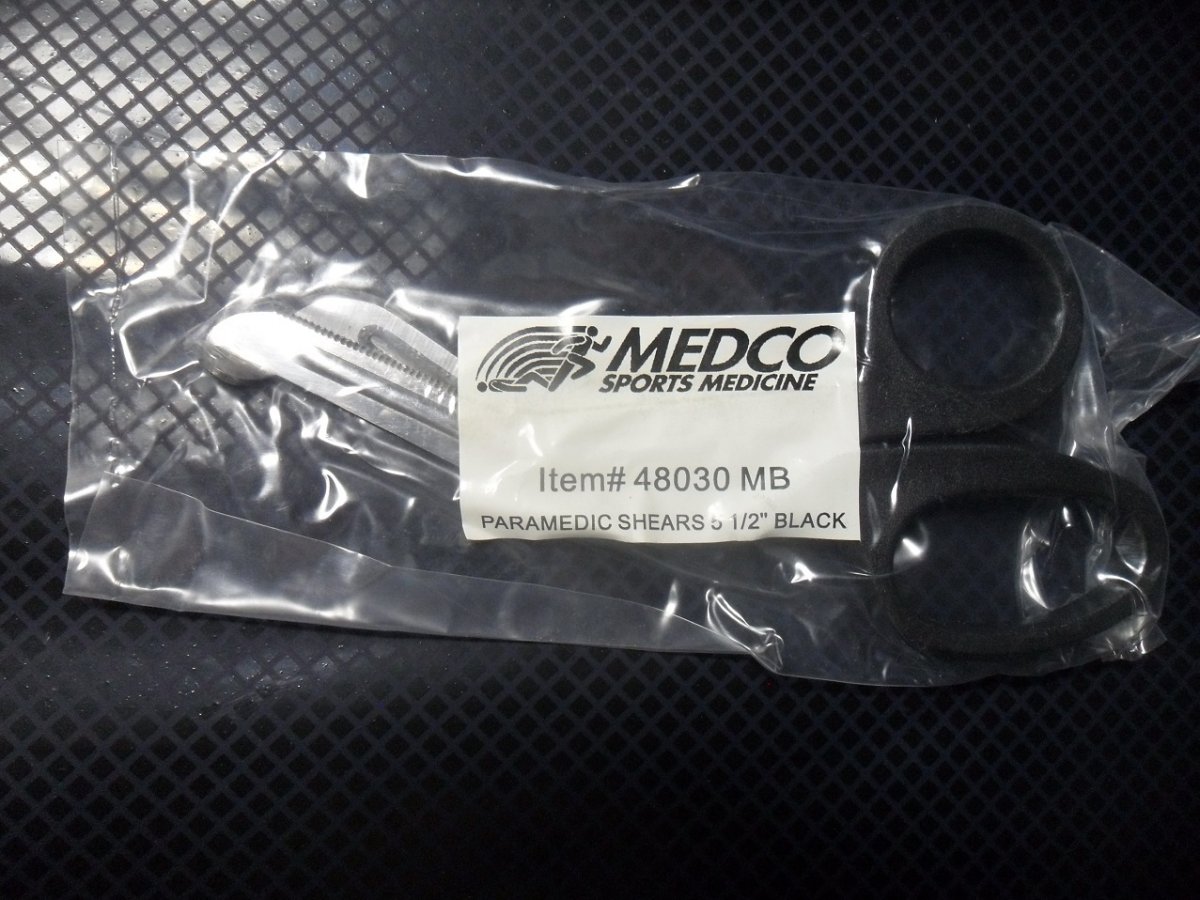 MEDCO
SPORTS MEDICINE
Item# 48030 MB
PARAMEDIC SHEARS 5 1/2" BLACK